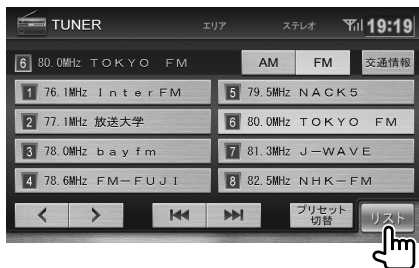 TUNER エリア ステレオ 19:19
6 80.0MHz TOKYO FM AM FM 交通情報
1 76.1MHz InterFM
2 77.1MHz 放送大学
3 78.0MHz bayfm
4 78.6MHz FM-FUJI
5 79.5MHz NACK5
6 80.0MHz TOKYO FM
7 81.3MHz J-WAVE
8 82.5MHz NHK-FM
プリセット
切替
リスト